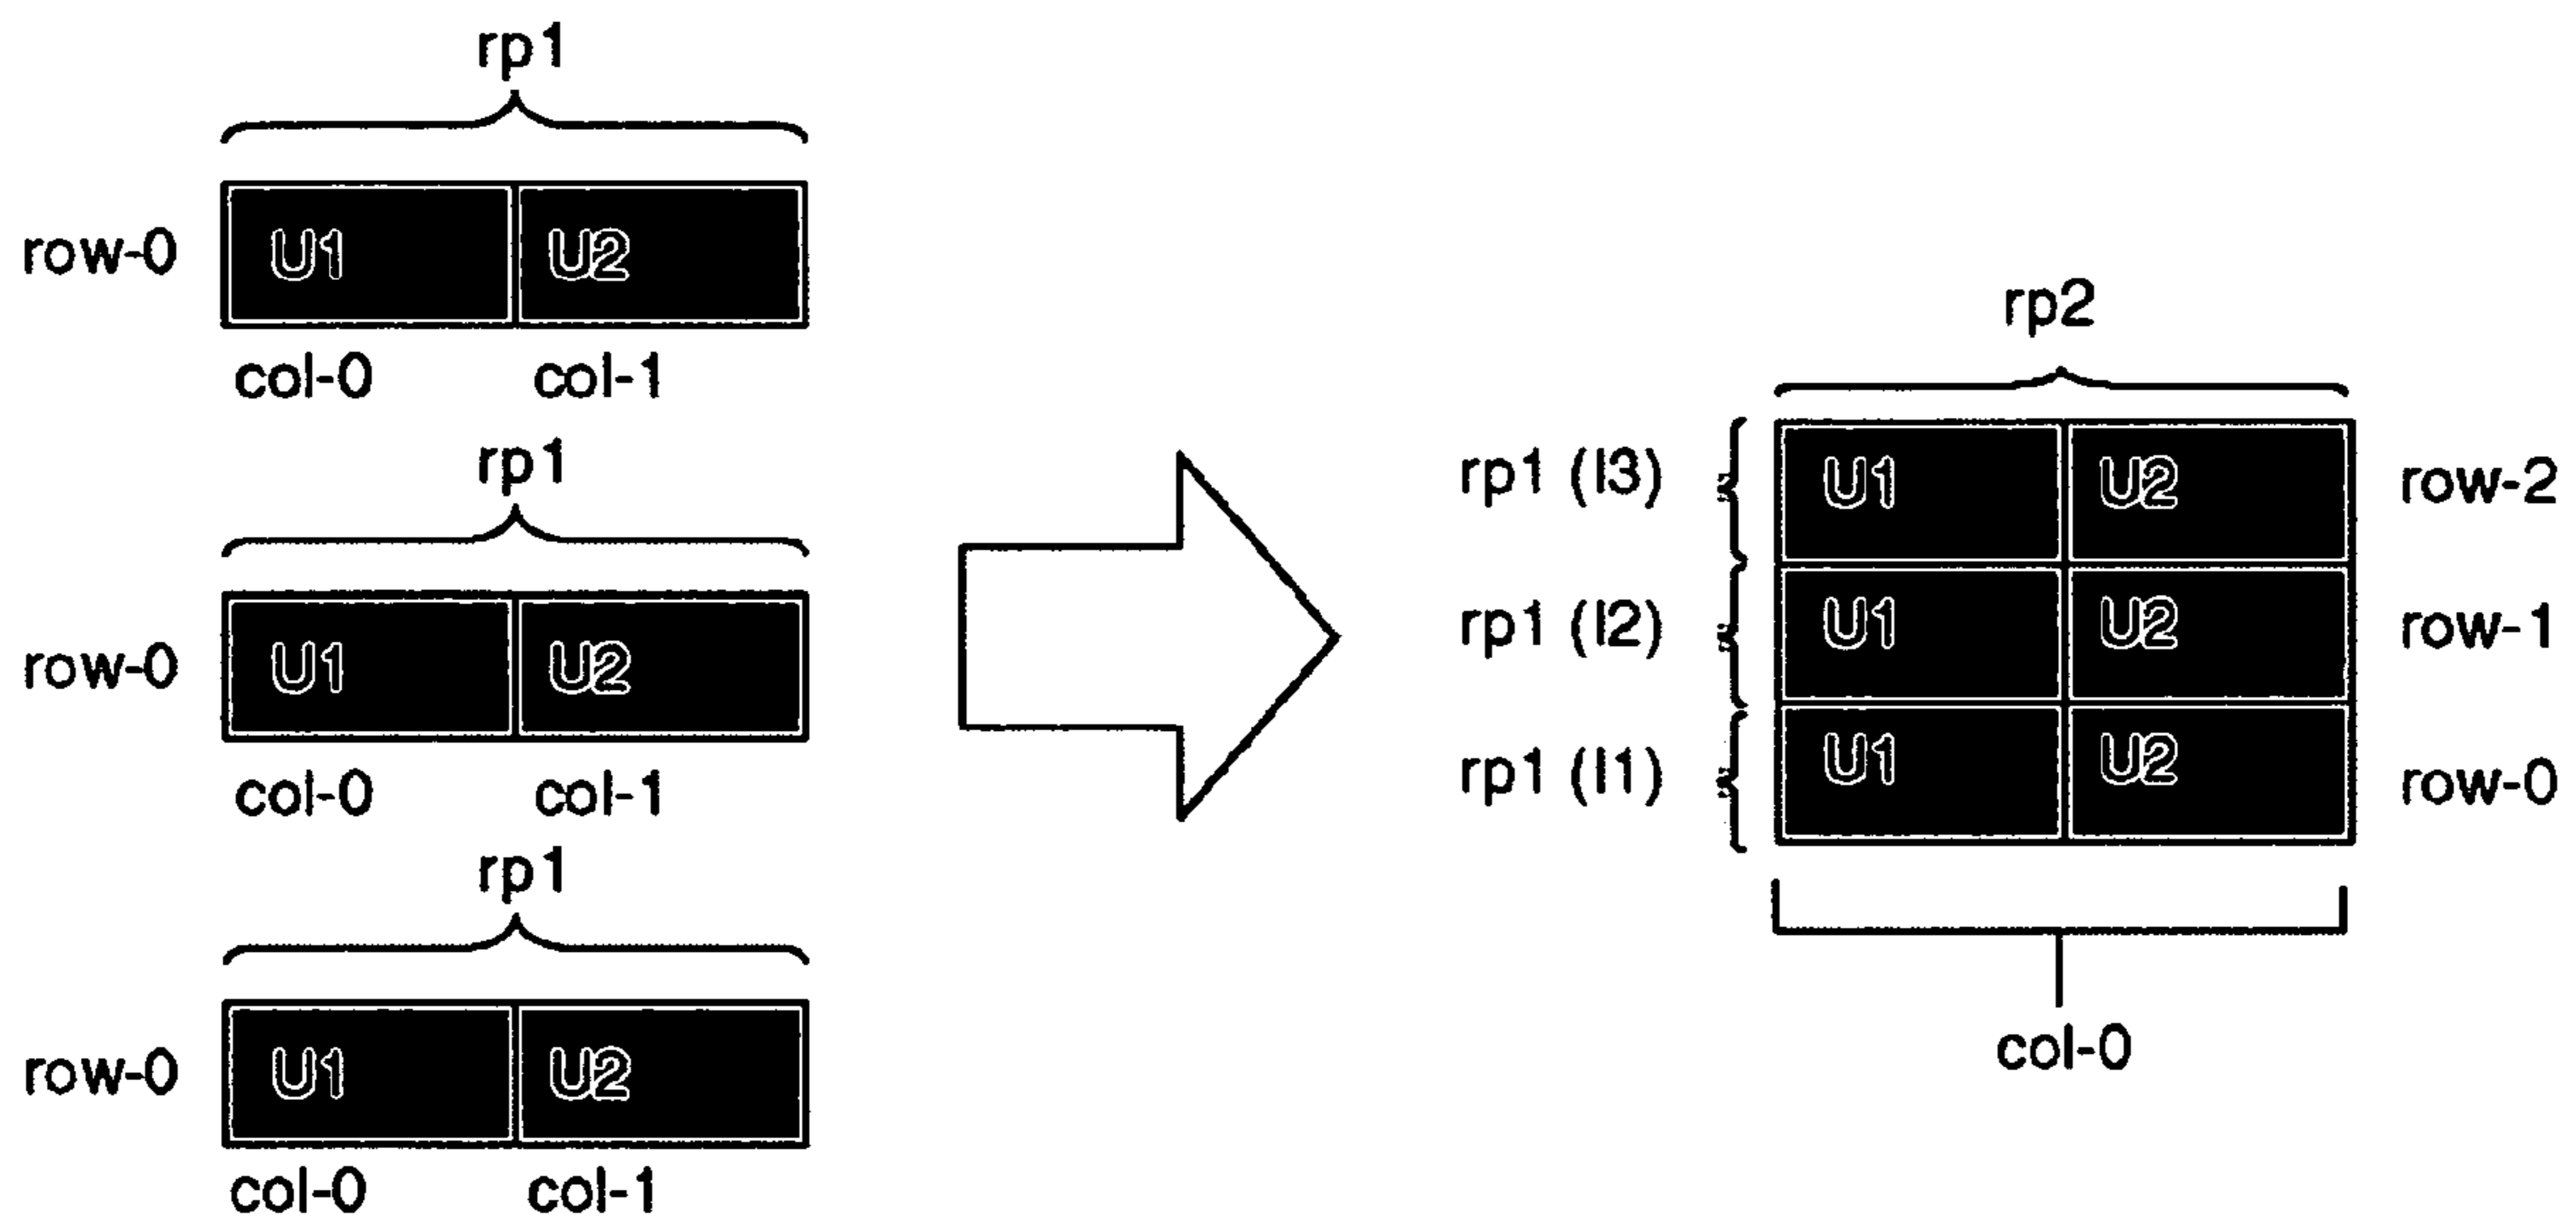 rp1
row-0 U1 U2
col-0 col-1
rp1
row-0 U1 U2
col-0 col-1
rp1
row-0 U1 U2
col-0 col-1
rp2
rp1 (I3) U1 U2 row-2
rp1 (I2) U1 U2 row-1
rp1 (I1) U1 U2 row-0
col-0